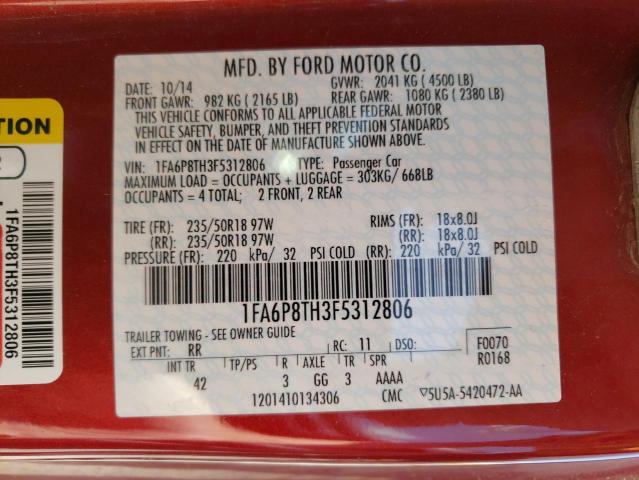 MFD. BY FORD MOTOR CO.
DATE: 10/14 GVWR: 2041 KG ( 4500 LB)
FRONT GAWR: 982 KG ( 2165 LB) REAR GAWR: 1080 KG ( 2380 LB)
THIS VEHICLE CONFORMS TO ALL APPLICABLE FEDERAL MOTOR
VEHICLE SAFETY, BUMPER, AND THEFT PREVENTION STANDARDS
IN EFFECT ON THE DATE OF MANUFACTURE SHOWN ABOVE.
VIN: 1FA6P8TH3F5312806 TYPE: Passenger Car
MAXIMUM LOAD = OCCUPANTS + LUGGAGE = 303KG/ 668LB
OCCUPANTS = 4 TOTAL; 2 FRONT, 2 REAR
TIRE (FR): 235/50R18 97W RIMS (FR): 18x8.0J
(RR): 235/50R18 97W (RR): 18x8.0J
PRESSURE (FR): 220 kPa/ 32 PSI COLD (RR): 220 kPa/ 32 PSI COLD
1FA6P8TH3F5312806
TRAILER TOWING - SEE OWNER GUIDE
EXT PNT: RR RC: 11 DSO: F0070
R0168
INT TR TP/PS R AXLE TR SPR
42 3 GG 3 AAAA
1201410134306 CMC ▽5U5A-5420472-AA
TION
1FA6P8TH3F5312806